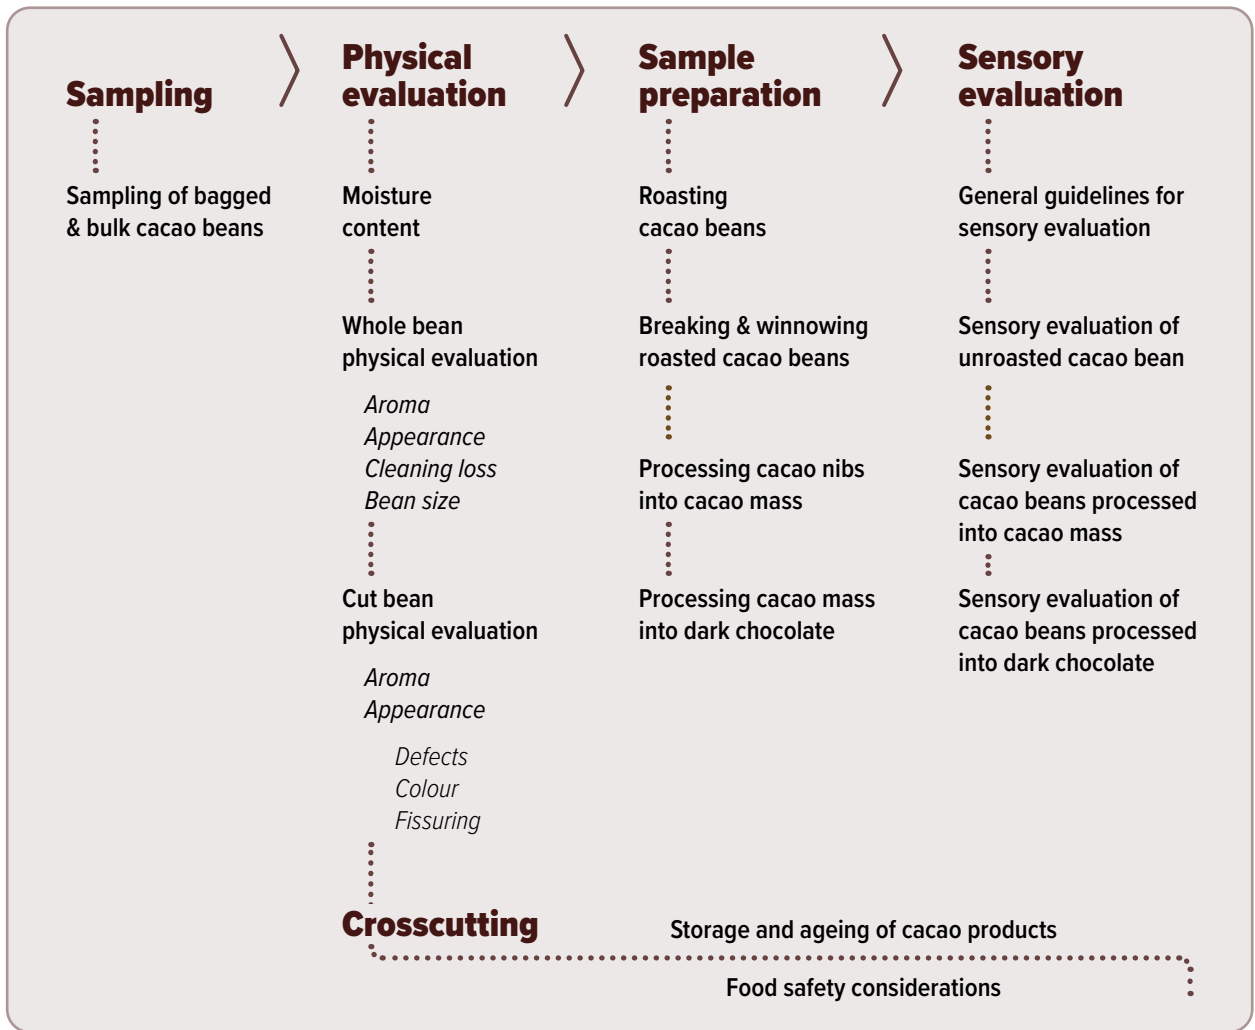 Sampling
Sampling of bagged
& bulk cacao beans
Physical
evaluation
Moisture
content
Whole bean
physical evaluation
Aroma
Appearance
Cleaning loss
Bean size
Cut bean
physical evaluation
Aroma
Appearance
Defects
Colour
Fissuring
Sample
preparation
Roasting
cacao beans
Breaking & winnowing
roasted cacao beans
Processing cacao nibs
into cacao mass
Processing cacao mass
into dark chocolate
Sensory
evaluation
General guidelines for
sensory evaluation
Sensory evaluation of
unroasted cacao bean
Sensory evaluation of
cacao beans processed
into cacao mass
Sensory evaluation of
cacao beans processed
into dark chocolate
Crosscutting
Storage and ageing of cacao products
Food safety considerations